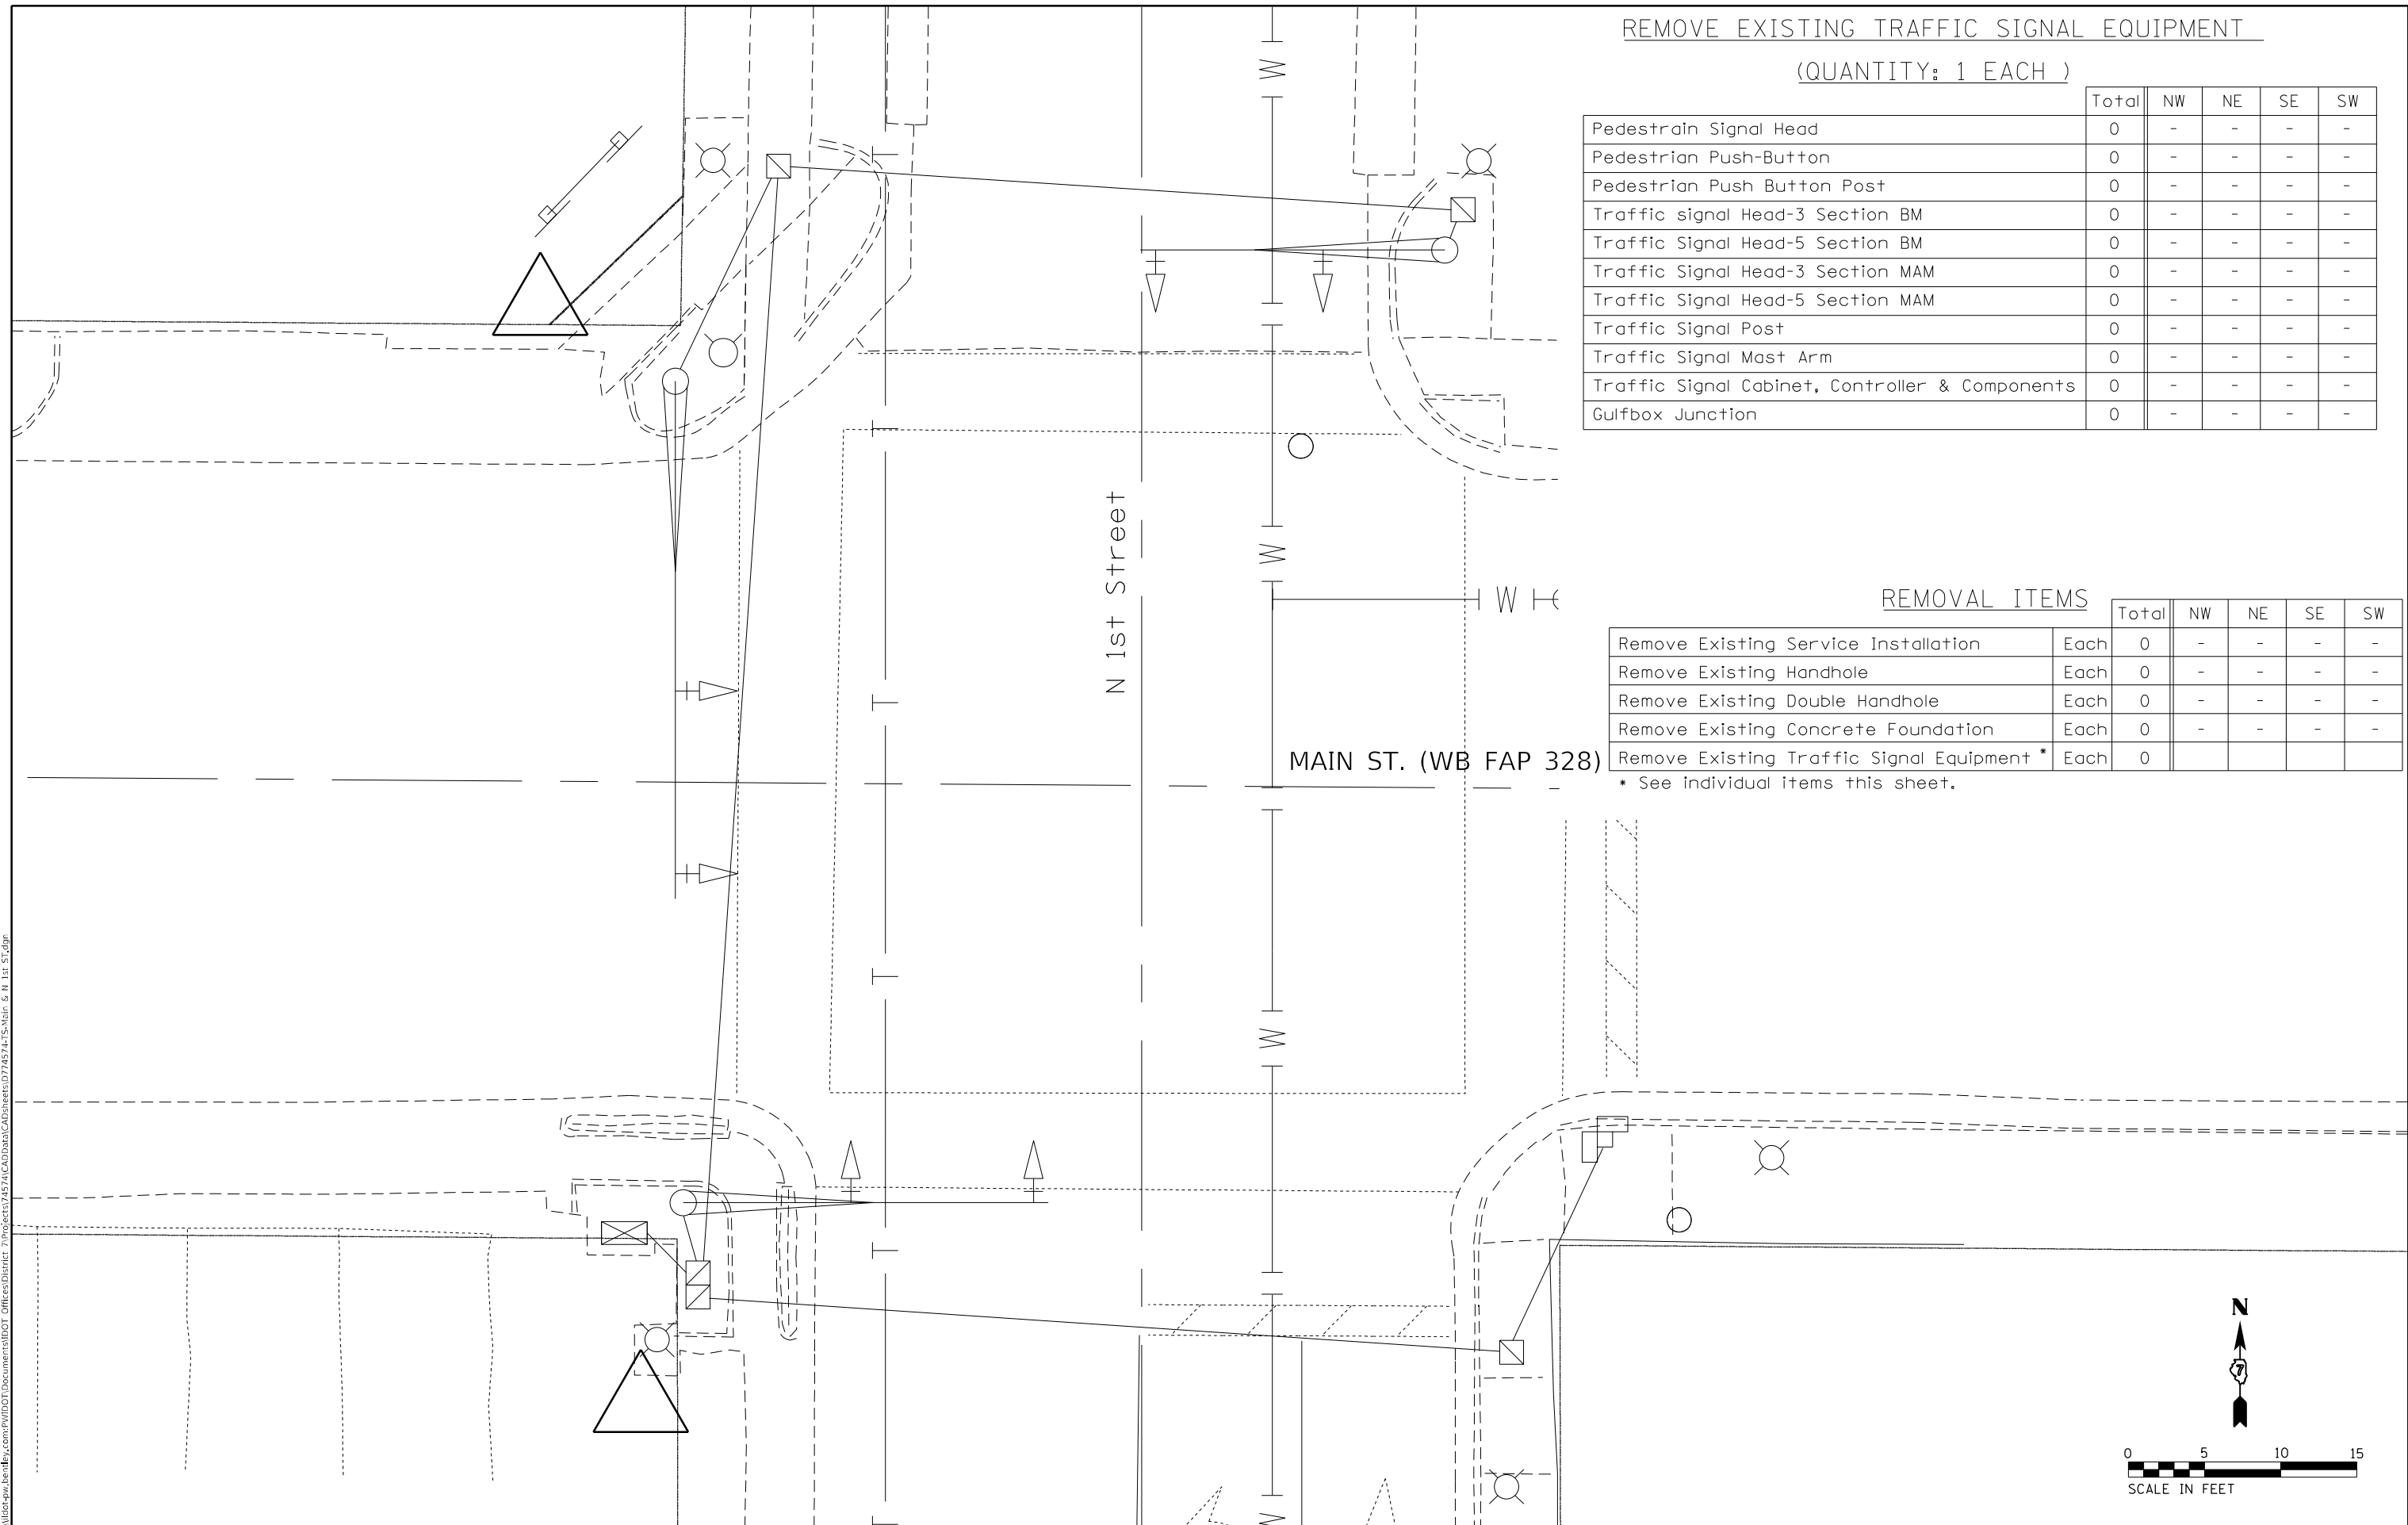 REMOVE EXISTING TRAFFIC SIGNAL EQUIPMENT
(QUANTITY: 1 EACH )
Total NW NE SE SW
Pedestrain Signal Head 0 - - - -
Pedestrian Push-Button 0 - - - -
Pedestrian Push Button Post 0 - - - -
Traffic signal Head-3 Section BM 0 - - - -
Traffic Signal Head-5 Section BM 0 - - - -
Traffic Signal Head-3 Section MAM 0 - - - -
Traffic Signal Head-5 Section MAM 0 - - - -
Traffic Signal Post 0 - - - -
Traffic Signal Mast Arm 0 - - - -
Traffic Signal Cabinet, Controller & Components 0 - - - -
Gulfbox Junction 0 - - - -
REMOVAL ITEMS
Total NW NE SE SW
Remove Existing Service Installation Each 0 - - - -
Remove Existing Handhole Each 0 - - - -
Remove Existing Double Handhole Each 0 - - - -
Remove Existing Concrete Foundation Each 0 - - - -
Remove Existing Traffic Signal Equipment * Each 0
* See individual items this sheet.
N 1st Street
MAIN ST. (WB FAP 328)
W
W
W
W
W
T
T
T
T
T
T
N
7
0 5 10 15
SCALE IN FEET